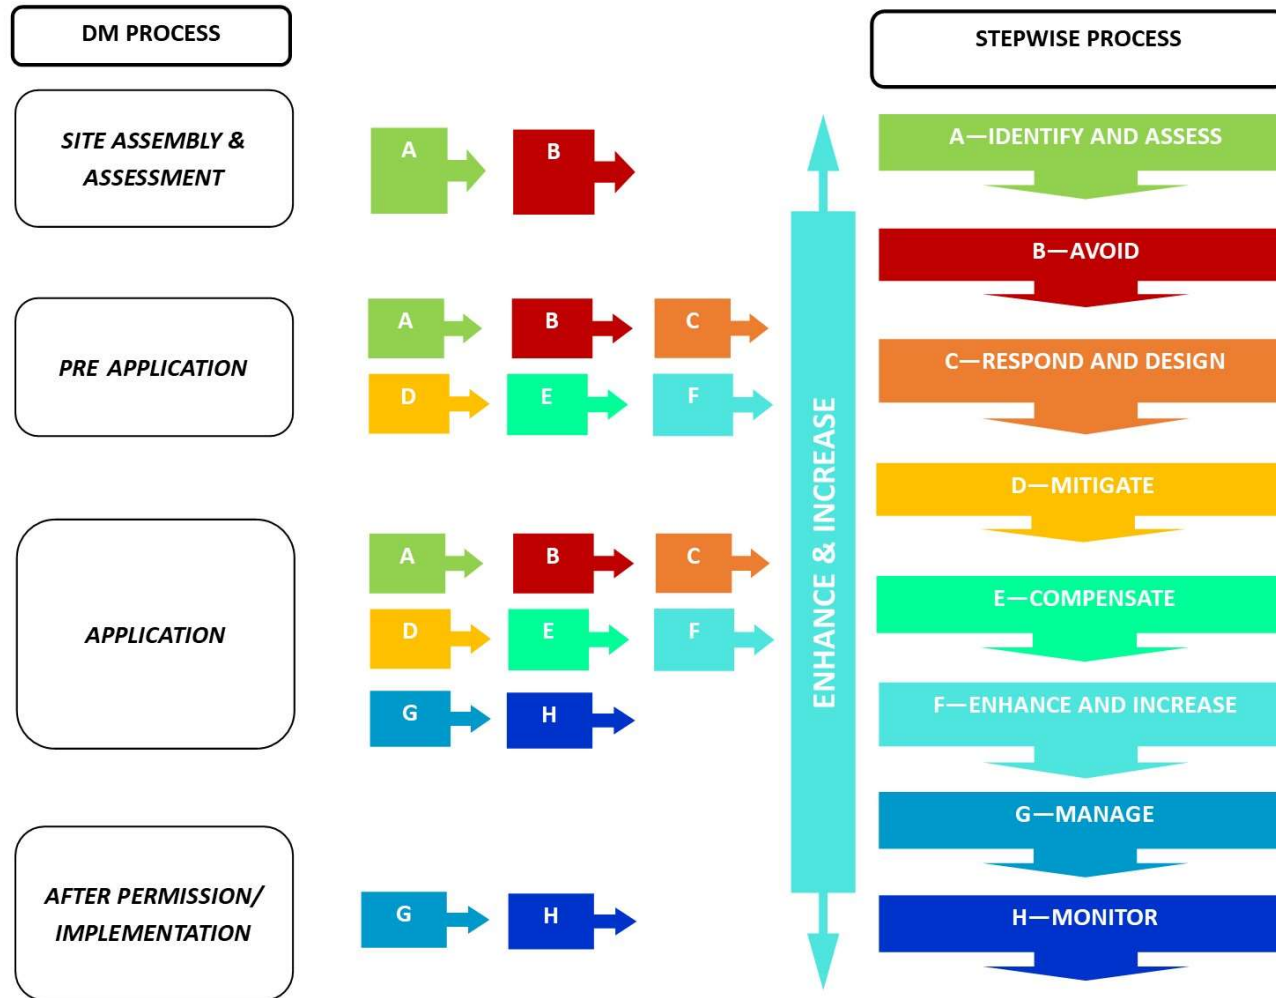 DM PROCESS
STEPWISE PROCESS
SITE ASSEMBLY &
ASSESSMENT
A
B
PRE APPLICATION
A
B
C
D
E
F
APPLICATION
A
B
C
D
E
F
G
H
AFTER PERMISSION/
IMPLEMENTATION
G
H
ENHANCE & INCREASE
A—IDENTIFY AND ASSESS
B—AVOID
C—RESPOND AND DESIGN
D—MITIGATE
E—COMPENSATE
F—ENHANCE AND INCREASE
G—MANAGE
H—MONITOR